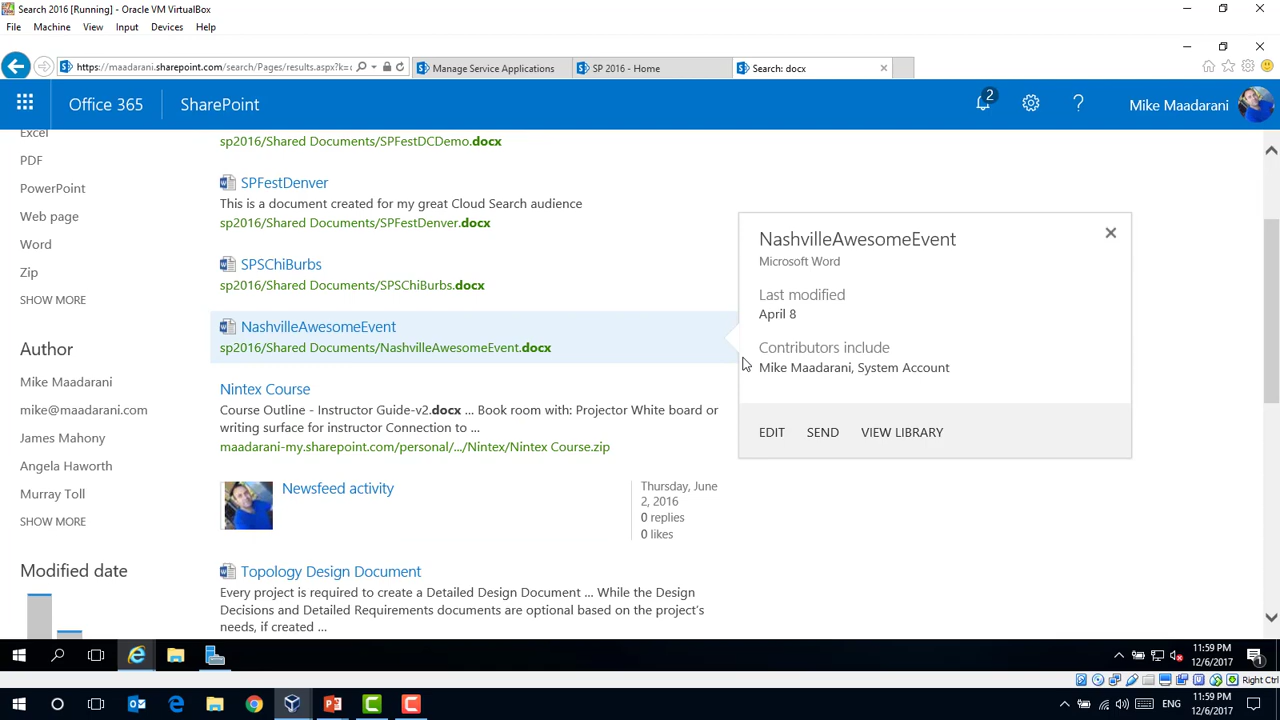 Search 2016 [Running] - Oracle VM VirtualBox
File Machine View Input Devices Help
https://maadarani.sharepoint.com/search/Pages/results.aspx?k=
Manage Service Applications
SP 2016 - Home
Search: docx
Office 365
SharePoint
2
?
Mike Maadarani
Excel
PDF
PowerPoint
Web page
Word
Zip
SHOW MORE
Author
Mike Maadarani
mike@maadarani.com
James Mahony
Angela Haworth
Murray Toll
SHOW MORE
Modified date
sp2016/Shared Documents/SPFestDCDemo.docx
SPFestDenver
This is a document created for my great Cloud Search audience
sp2016/Shared Documents/SPFestDenver.docx
SPSChiBurbs
sp2016/Shared Documents/SPSChiBurbs.docx
NashvilleAwesomeEvent
sp2016/Shared Documents/NashvilleAwesomeEvent.docx
Nintex Course
Course Outline - Instructor Guide-v2.docx ... Book room with: Projector White board or
writing surface for instructor Connection to ...
maadarani-my.sharepoint.com/personal/.../Nintex/Nintex Course.zip
Newsfeed activity
Thursday, June
2, 2016
0 replies
0 likes
Topology Design Document
Every project is required to create a Detailed Design Document ... While the Design
Decisions and Detailed Requirements documents are optional based on the project's
needs, if created ...
NashvilleAwesomeEvent
Microsoft Word
Last modified
April 8
Contributors include
Mike Maadarani, System Account
EDIT SEND VIEW LIBRARY
11:59 PM
12/6/2017
1
Right Ctrl
ENG
11:59 PM
12/6/2017